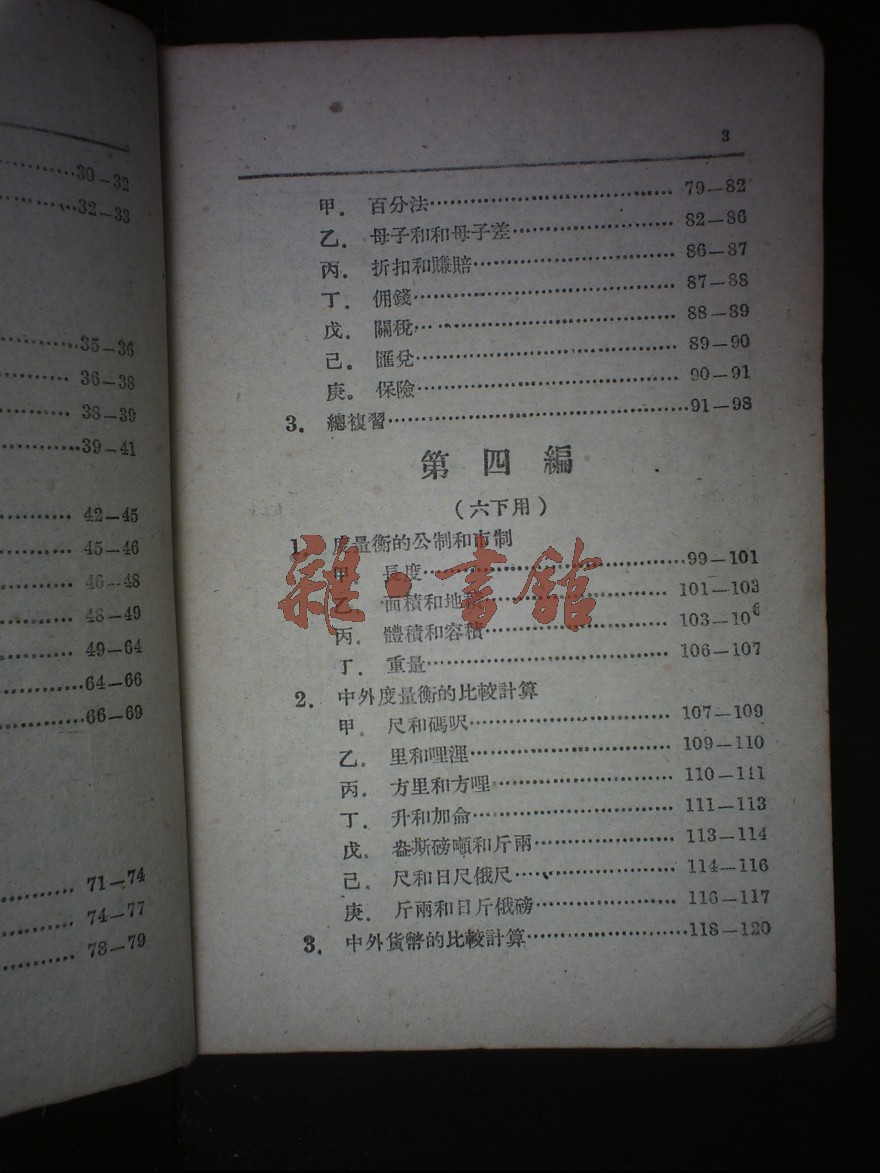 30—32
32—33
35—36
36—38
38—39
39—41
42—45
45—46
46—48
48—49
49—64
64—66
66—69
71—74
74—77
78—79
3
甲． 百分法……………………… 79—82
乙． 母子和和母子差……………… 82—86
丙． 折扣和賺賠…………………… 86—87
丁． 佣錢………………………… 87—88
戊． 關稅………………………… 88—89
己． 匯兌………………………… 89—90
庚． 保險………………………… 90—91
3． 總複習…………………………91—98
第四編
（六下用）
1． 度量衡的公制和市制
甲 長度…………………………99—101
乙 面積和地積………………… 101—103
丙． 體積和容積………………… 103—106
丁． 重量……………………… 106—107
2． 中外度量衡的比較計算
甲． 尺和碼呎………………… 107—109
乙． 里和哩浬………………… 109—110
丙． 方里和方哩……………… 110—111
丁． 升和加侖………………… 111—113
戊． 盎斯磅噸和斤兩………… 113—114
己． 尺和日尺俄尺…………… 114—116
庚． 斤兩和日斤俄磅………… 116—117
3． 中外貨幣的比較計算………………118—120
雜·書館